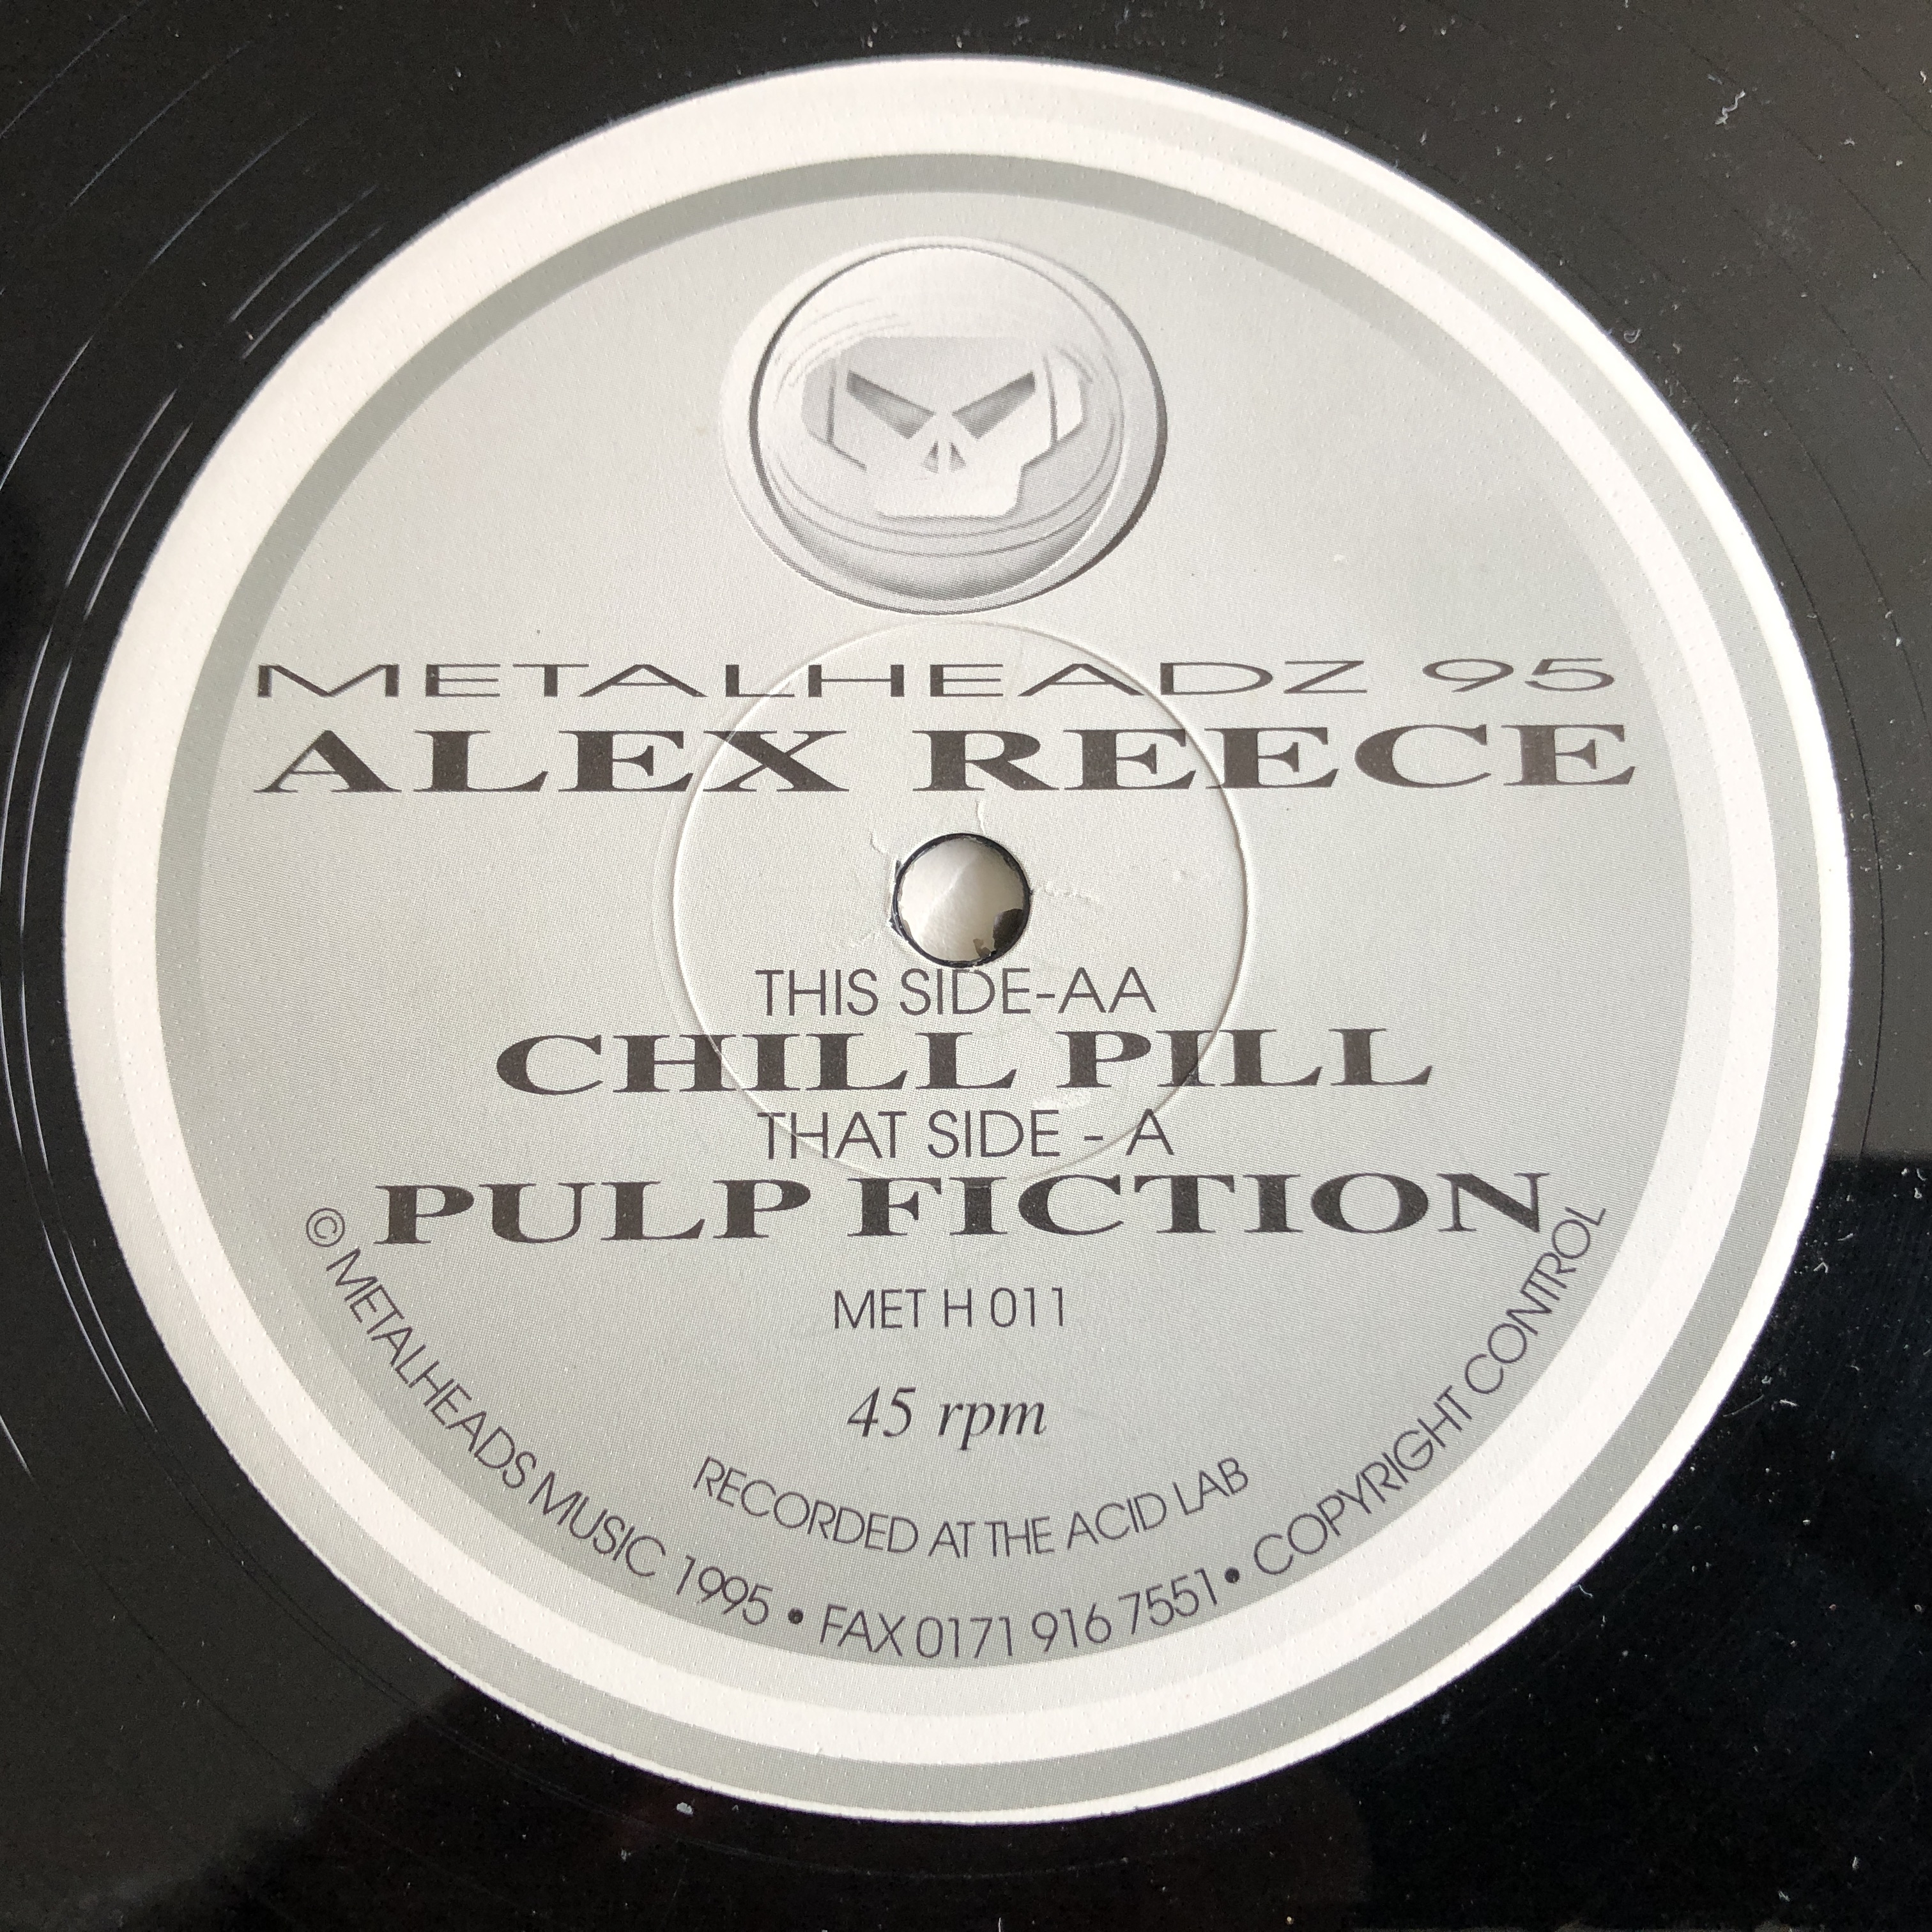 METALHEADZ 95
ALEX REECE
THIS SIDE-AA
CHILL PILL
THAT SIDE - A
PULP FICTION
MET H 011
45 rpm
RECORDED AT THE ACID LAB
© METALHEADS MUSIC 1995 • FAX 0171 916 7551 • COPYRIGHT CONTROL